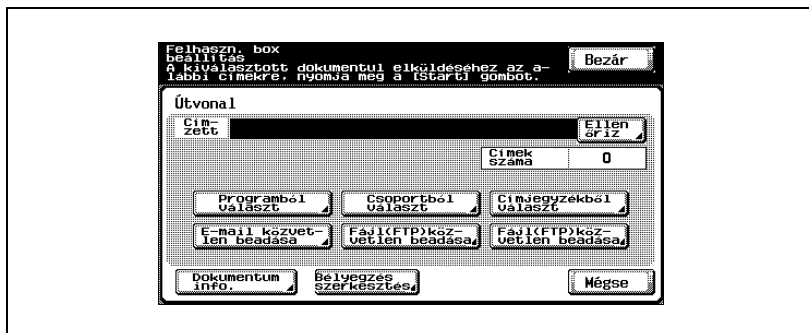 Felhaszn. box
beállítás
A kiválasztott dokumentul elküldéséhez az a-
lábbi címekre, nyomja meg a [Start] gombot.
Bezár
Útvonal
Cím-
zett
Ellen
őriz
Címek
száma
0
Programból
választ
Csoportból
választ
Címjegyzékből
választ
E-mail közvet-
len beadása
Fájl(FTP)köz-
vetlen beadása
Fájl(FTP)köz-
vetlen beadása
Dokumentum
info.
Bélyegzés
szerkesztés
Mégse